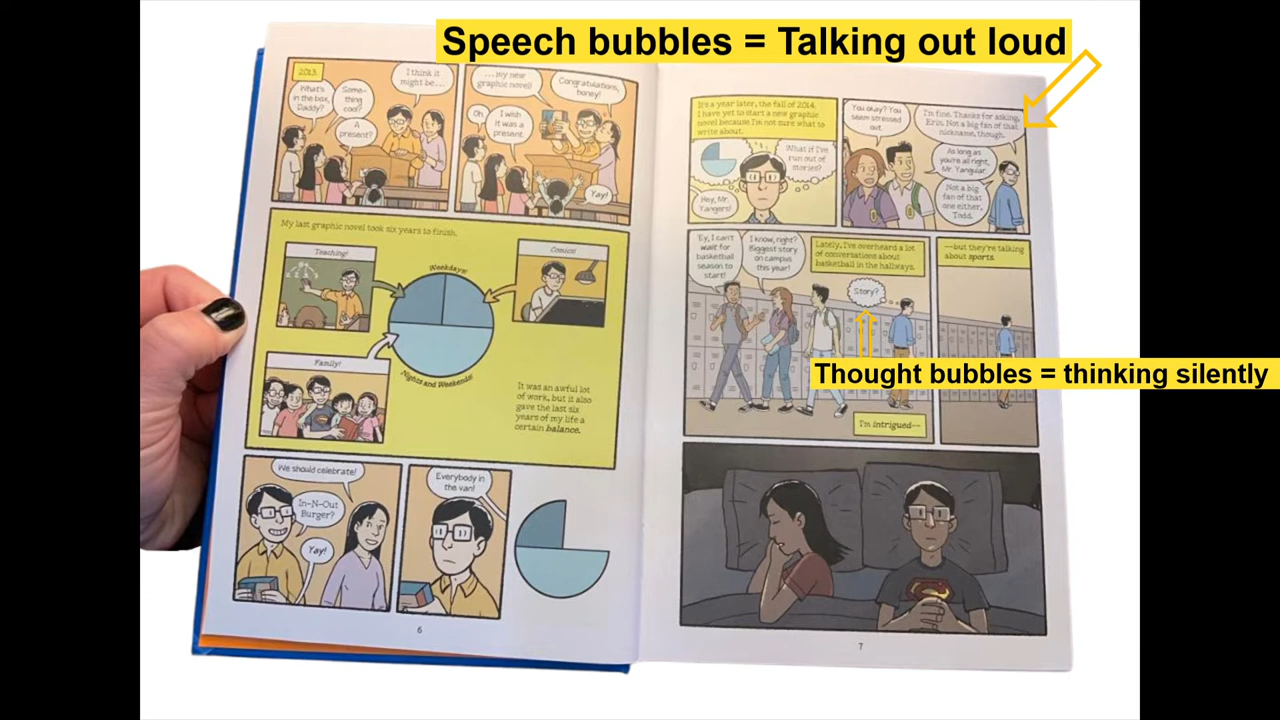 Speech bubbles = Talking out loud
2013.
What's
in the box,
Daddy?
Some-
thing
cool?
A
present?
I think it
might be...
...my new
graphic novel!
Congratulations,
honey!
Oh
I wish
it was a
present.
Yay!
My last graphic novel took six years to finish.
Teaching!
Weekdays!
Comics!
Family!
Nights and Weekends!
It was an awful lot
of work, but it also
gave the last six
years of my life a
certain balance.
We should celebrate!
In-N-Out
Burger?
Yay!
Everybody in
the van!
6
It's a year later, the fall of 2014.
I have yet to start a new graphic
novel because I'm not sure what to
write about.
What if I've
run out of
stories?
Hey, Mr.
Yangers!
You okay? You
seem stressed
out.
I'm fine. Thanks for asking,
Erin. Not a big fan of that
nickname, though.
As long as
you're all right,
Mr. Yangular.
Not a big
fan of that
one either,
Todd.
'Ey, I can't
wait for
basketball
season to
start!
I know, right?
Biggest story
on campus
this year!
Lately, I've overheard a lot
of conversations about
basketball in the hallways.
Story?
I'm intrigued--
--but they're talking
about sports.
Thought bubbles = thinking silently
7